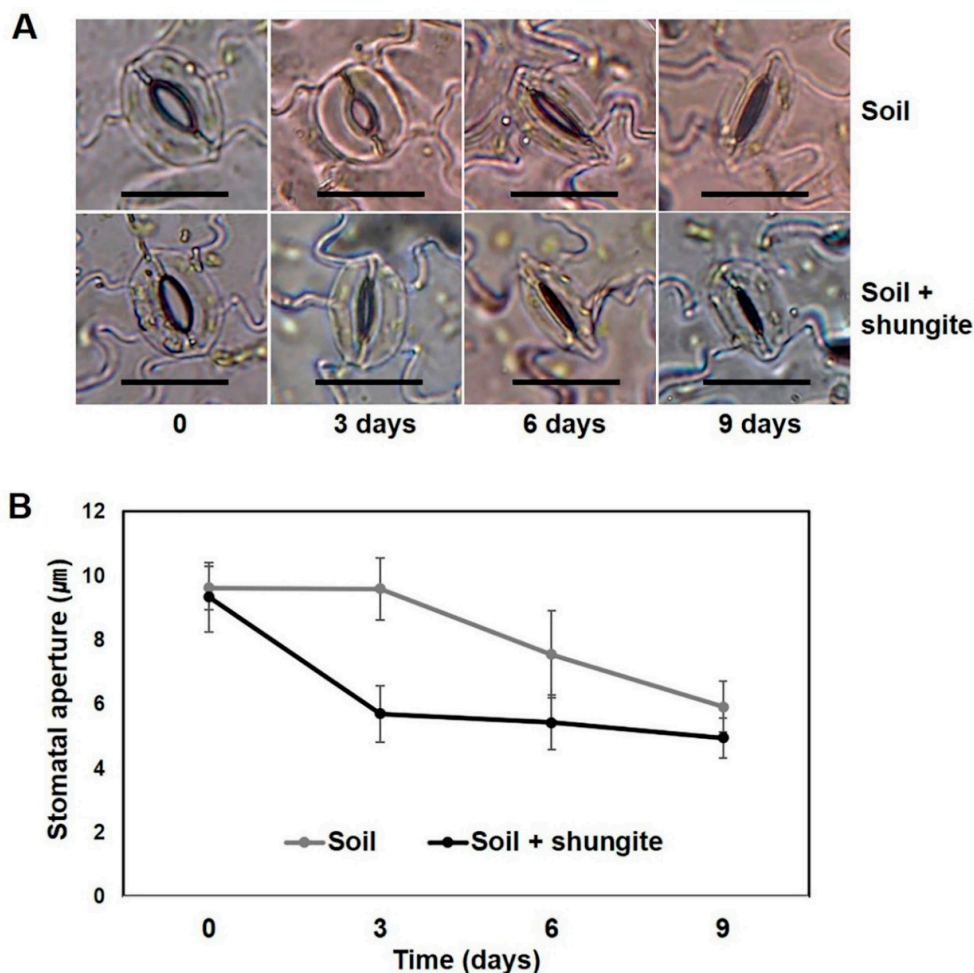 A
Soil
Soil +
shungite
0 3 days 6 days 9 days
B
12
10
8
6
4
2
0
Stomatal aperture (µm)
Soil Soil + shungite
0 3 6 9
Time (days)